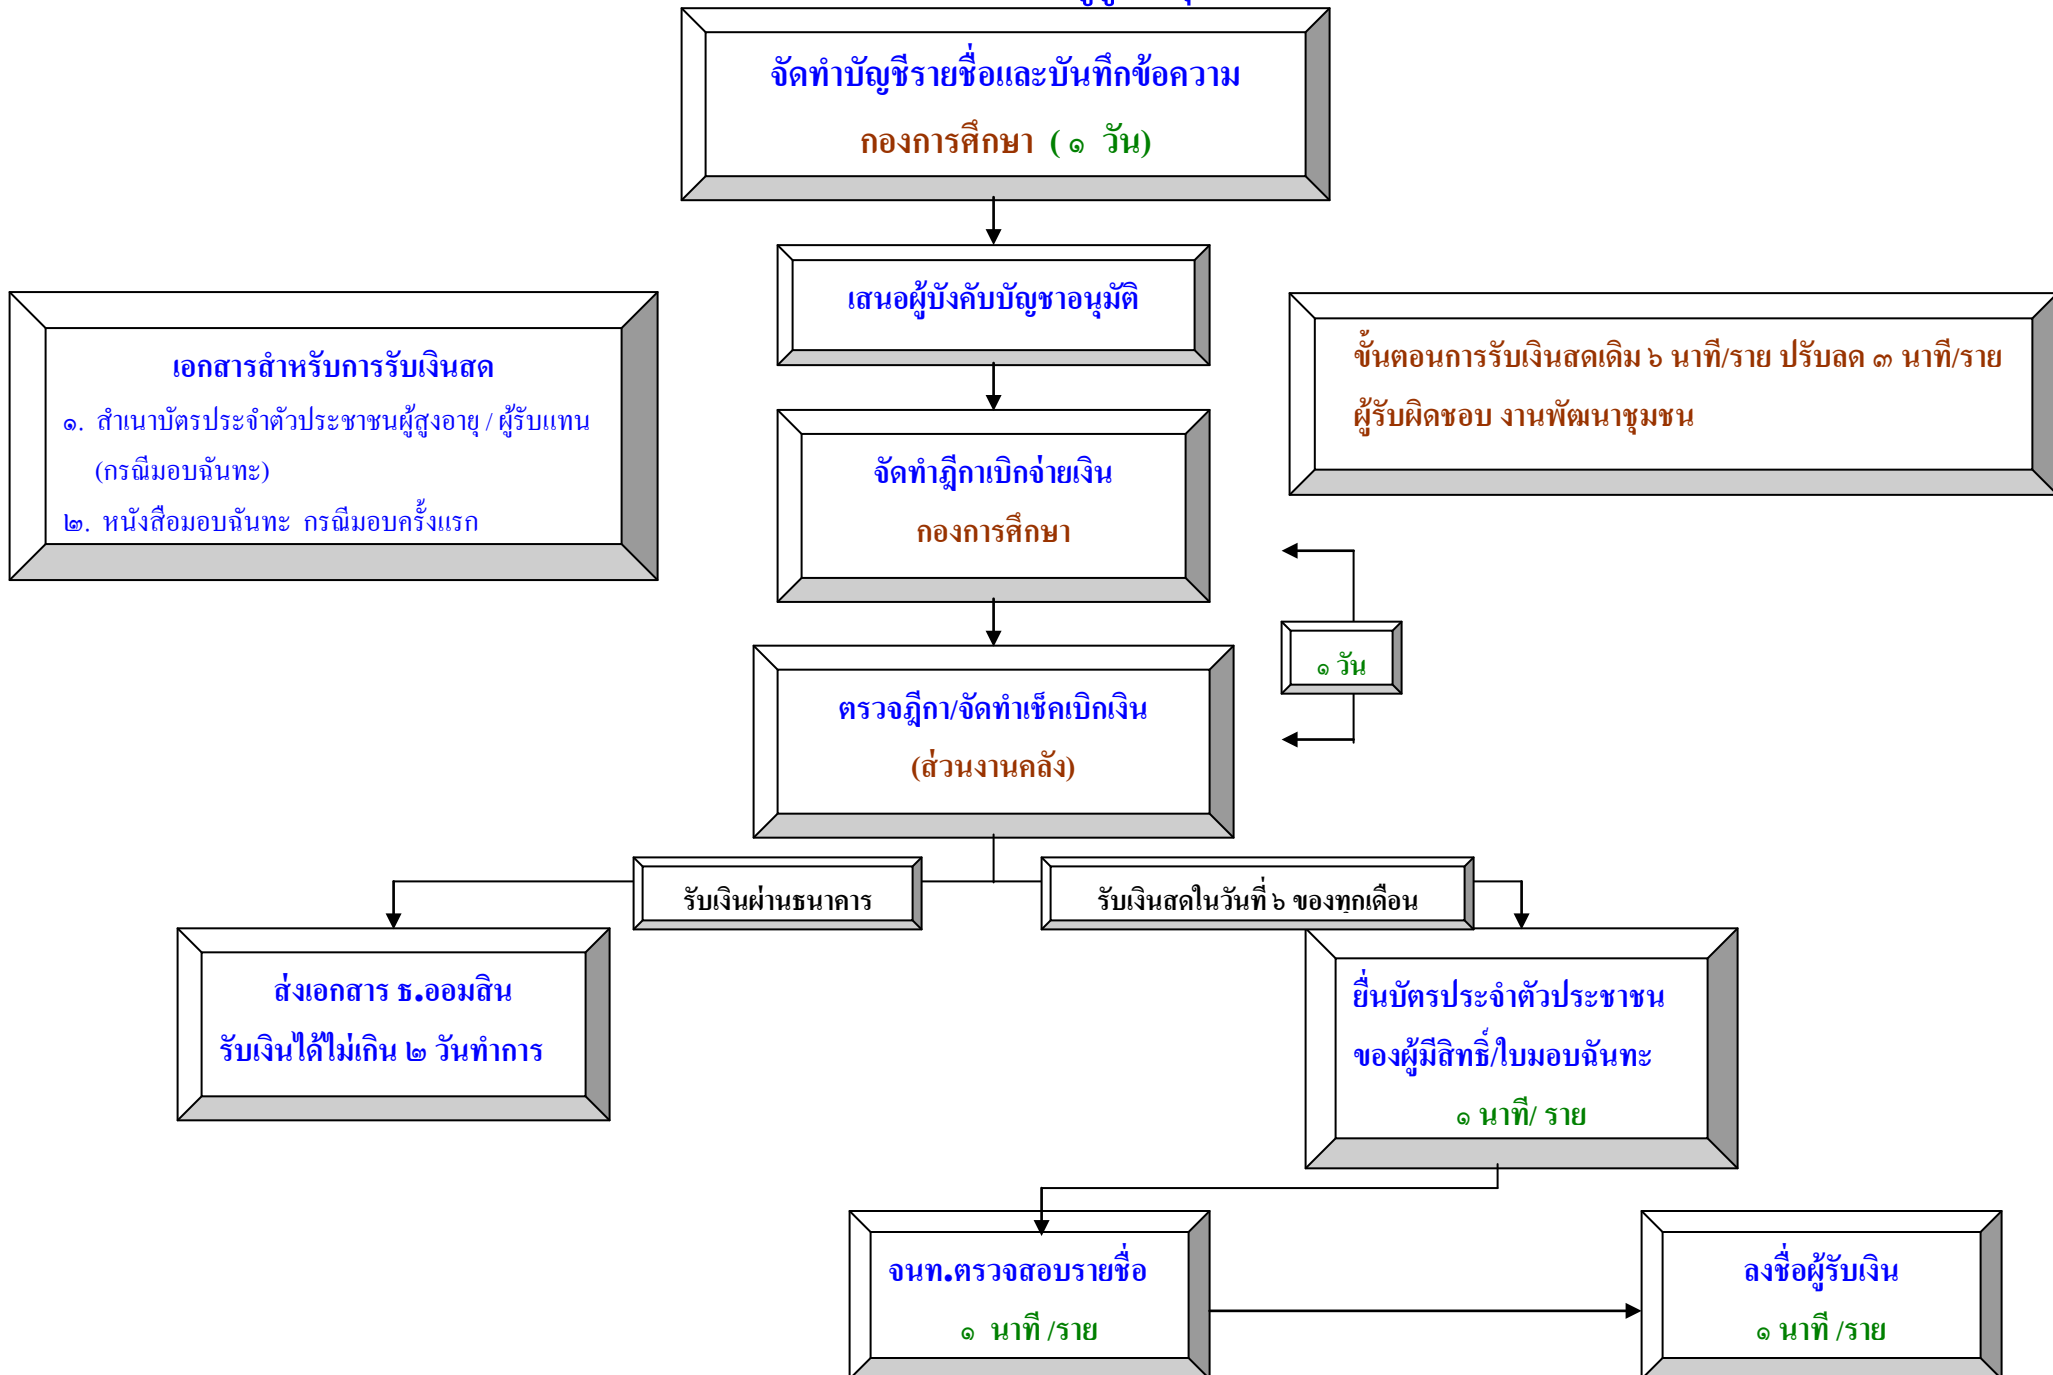 จัดทำบัญชีรายชื่อและบันทึกข้อความ
กองการศึกษา ( ๑ วัน)
เสนอผู้บังคับบัญชาอนุมัติ
เอกสารสำหรับการรับเงินสด
๑. สำเนาบัตรประจำตัวประชาชนผู้สูงอายุ / ผู้รับแทน
(กรณีมอบฉันทะ)
๒. หนังสือมอบฉันทะ กรณีมอบครั้งแรก
ขั้นตอนการรับเงินสดเดิม ๖ นาที/ราย ปรับลด ๓ นาที/ราย
ผู้รับผิดชอบ งานพัฒนาชุมชน
จัดทำฎีกาเบิกจ่ายเงิน
กองการศึกษา
๑ วัน
ตรวจฎีกา/จัดทำเช็คเบิกเงิน
(ส่วนงานคลัง)
รับเงินผ่านธนาคาร
รับเงินสดในวันที่ ๖ ของทุกเดือน
ส่งเอกสาร ธ.ออมสิน
รับเงินได้ไม่เกิน ๒ วันทำการ
ยื่นบัตรประจำตัวประชาชน
ของผู้มีสิทธิ์/ใบมอบฉันทะ
๑ นาที/ ราย
จนท.ตรวจสอบรายชื่อ
๑ นาที /ราย
ลงชื่อผู้รับเงิน
๑ นาที /ราย